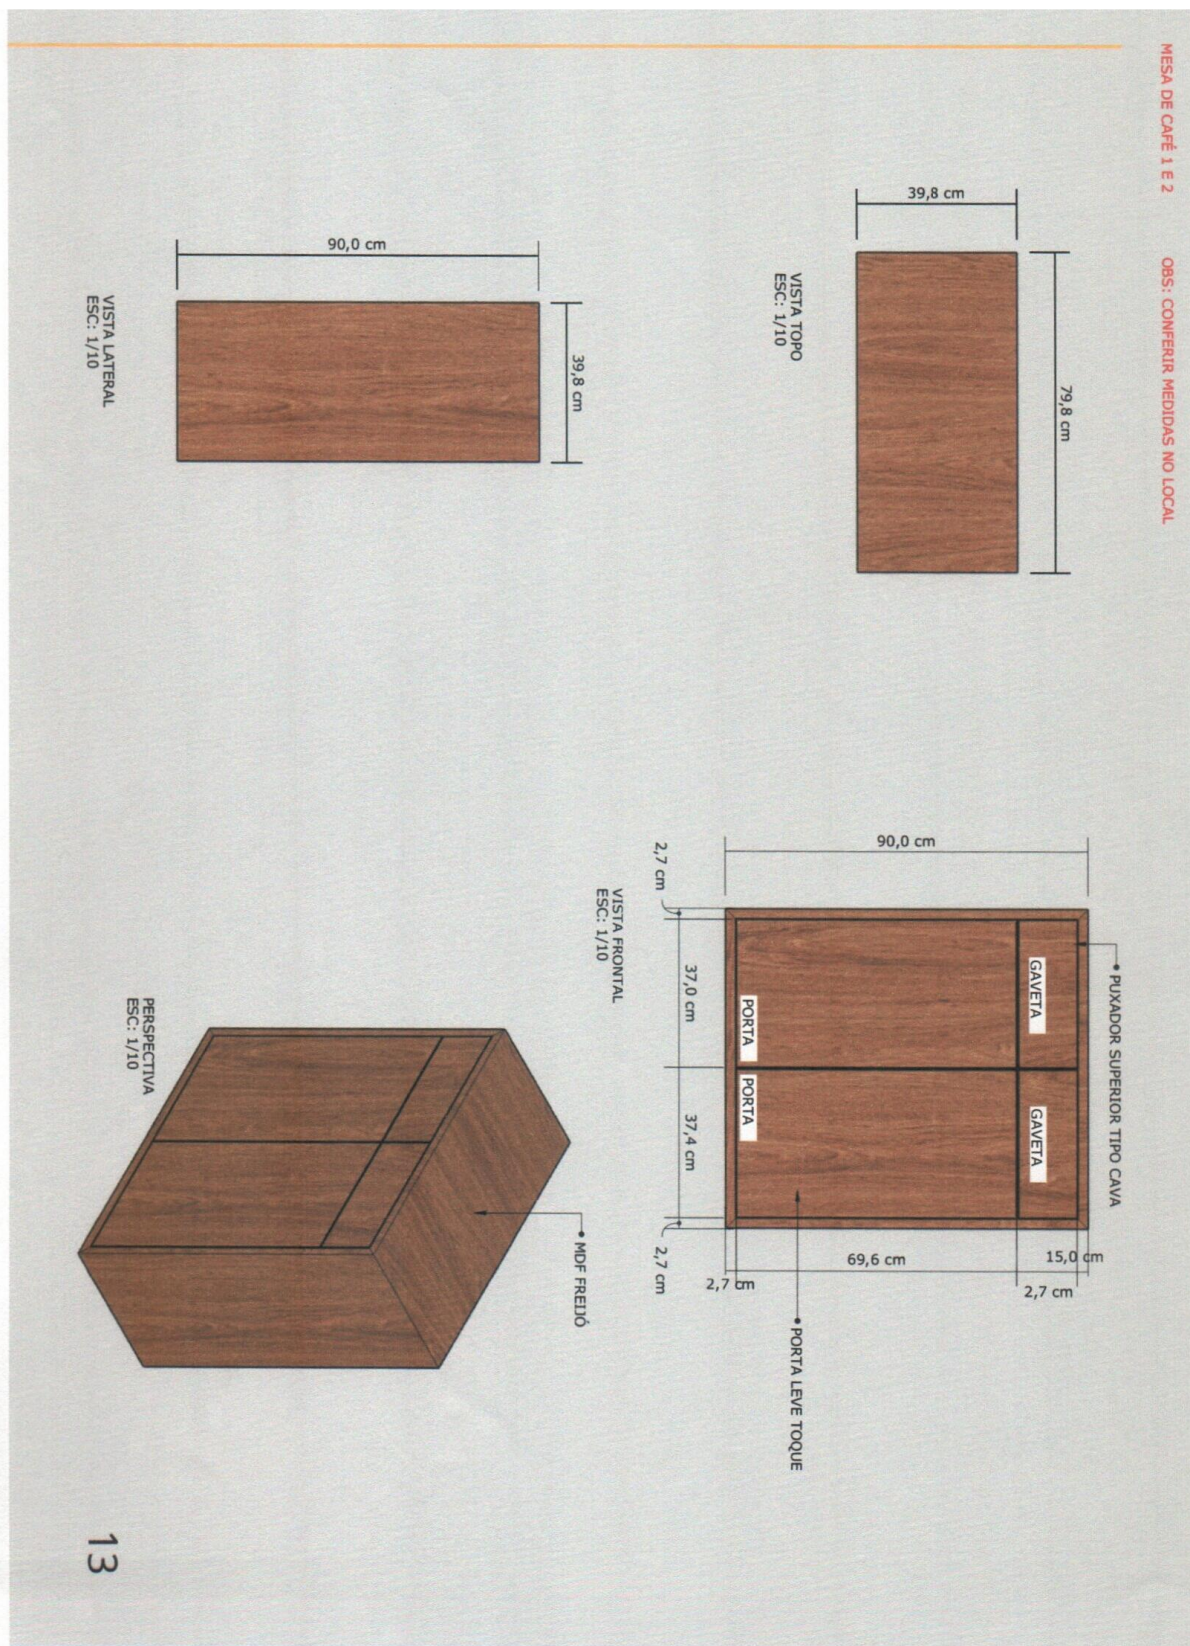 MESA DE CAFÉ 1 E 2
OBS: CONFERIR MEDIDAS NO LOCAL
39,8 cm
79,8 cm
VISTA TOPO
ESC: 1/10
PUXADOR SUPERIOR TIPO CAVA
90,0 cm
GAVETA
GAVETA
PORTA
PORTA
15,0 cm
2,7 cm
69,6 cm
2,7 cm
2,7 cm
37,0 cm
37,4 cm
2,7 cm
PORTA LEVE TOQUE
VISTA FRONTAL
ESC: 1/10
90,0 cm
39,8 cm
VISTA LATERAL
ESC: 1/10
MDF FREIJÓ
PERSPECTIVA
ESC: 1/10
13